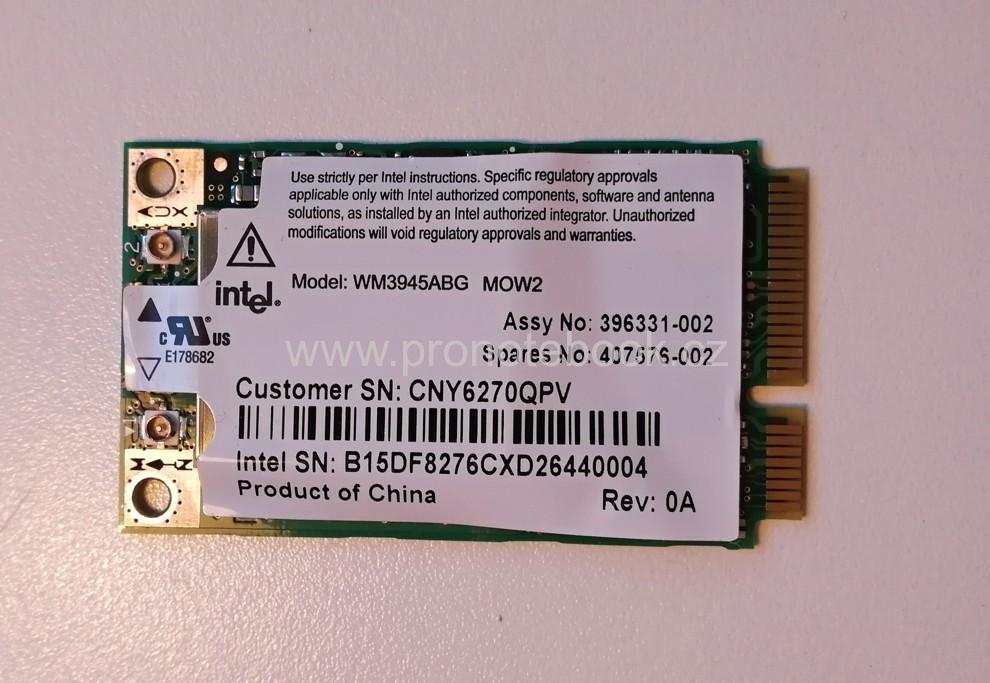 Use strictly per Intel instructions. Specific regulatory approvals
applicable only with Intel authorized components, software and antenna
solutions, as installed by an Intel authorized integrator. Unauthorized
modifications will void regulatory approvals and warranties.
2
intel®
Model: WM3945ABG MOW2
Assy No: 396331-002
www.pronotebook.cz
Spares No: 407576-002
c RU® US
E178682
Customer SN: CNY6270QPV
1
Intel SN: B15DF8276CXD26440004
Product of China
Rev: 0A